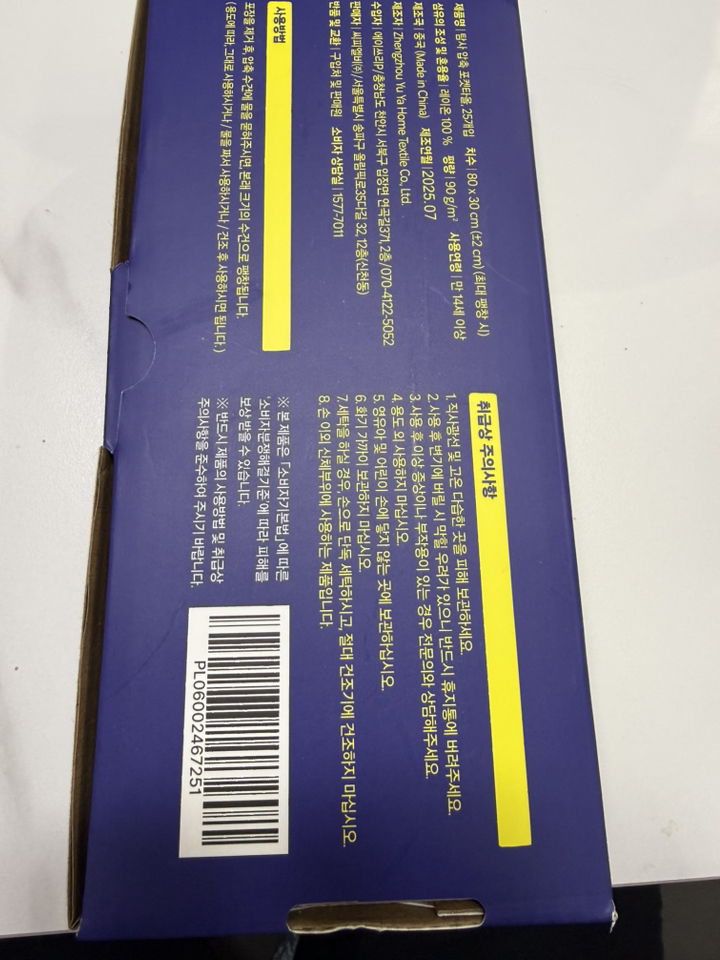 제품명 | 탐사 압축 포켓타올, 25개입 치수 | 80 x 30 cm (±2 cm) (최대 팽창 시)
섬유의 조성 및 혼용율 | 레이온 100 % 평량 | 90 g/m² 사용연령 | 만 14세 이상
제조국 | 중국 (Made in China) 제조연월 | 2025. 07
제조자 | Zhengzhou Yu Ya Home Textile Co., Ltd.
수입자 | 에이쓰리IP/충청남도 천안시 서북구 입장면 연곡길371, 2층 / 070-4122-5052
판매자 | 씨피엘비㈜ / 서울특별시 송파구 올림픽로35다길 32, 12층(신천동)
반품 및 교환 | 구입처 및 판매원 소비자 상담실 | 1577-7011
사용방법
포장을 제거 후, 압축 수건에 물을 묻혀주시면, 본래 크기의 수건으로 팽창됩니다.
(용도에 따라, 그대로 사용하시거나 / 물을 짜서 사용하시거나 / 건조 후 사용하시면 됩니다.)
취급상 주의사항
1. 직사광선 및 고온 다습한 곳을 피해 보관하세요.
2. 사용 후 변기에 버릴 시 막힐 우려가 있으니 반드시 휴지통에 버려주세요.
3. 사용 후 이상 증상이나 부작용이 있는 경우 전문의와 상담해주세요.
4. 용도 외 사용하지 마십시오.
5. 영유아 및 어린이 손에 닿지 않는 곳에 보관하십시오.
6. 화기 가까이 보관하지 마십시오.
7. 세탁을 하실 경우, 손으로 단독 세탁하시고, 절대 건조기에 건조하지 마십시오.
8. 손 이외 신체부위에 사용하는 제품입니다.
※ 본 제품은 「소비자기본법」에 따른
'소비자분쟁해결기준'에 따라 피해를
보상 받을 수 있습니다.
※ 반드시 제품의 사용방법 및 취급상
주의사항을 준수하여 주시기 바랍니다.
PL06002467251